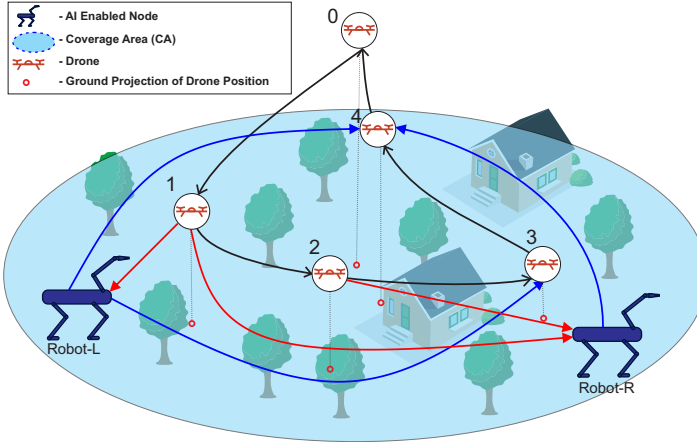 - AI Enabled Node
- Coverage Area (CA)
- Drone
- Ground Projection of Drone Position
0
4
1
2
3
Robot-L
Robot-R